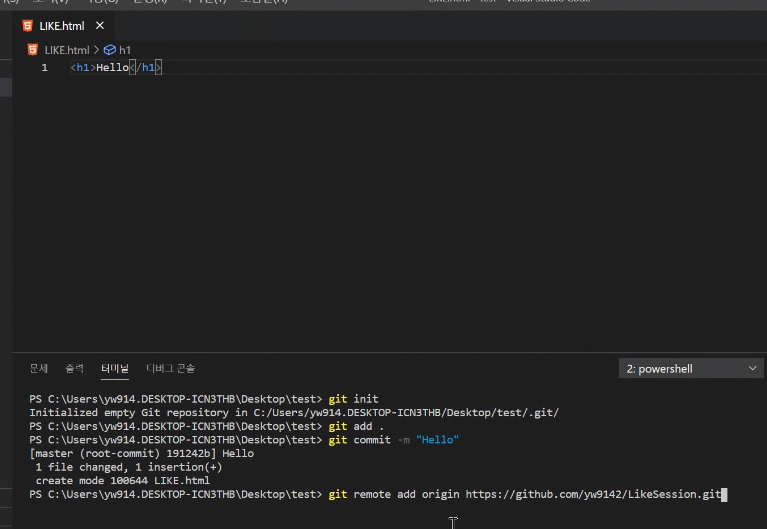 LIKE.html - test - Visual Studio Code
LIKE.html
LIKE.html > h1
1 <h1>Hello</h1>
문제 출력 터미널 디버그 콘솔 2: powershell
PS C:\Users\yw914.DESKTOP-ICN3THB\Desktop\test> git init
Initialized empty Git repository in C:/Users/yw914.DESKTOP-ICN3THB/Desktop/test/.git/
PS C:\Users\yw914.DESKTOP-ICN3THB\Desktop\test> git add .
PS C:\Users\yw914.DESKTOP-ICN3THB\Desktop\test> git commit -m "Hello"
[master (root-commit) 191242b] Hello
1 file changed, 1 insertion(+)
create mode 100644 LIKE.html
PS C:\Users\yw914.DESKTOP-ICN3THB\Desktop\test> git remote add origin https://github.com/yw9142/LikeSession.git